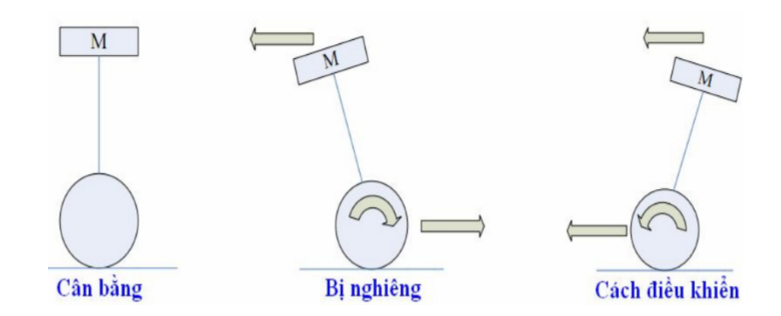 M
M
M
Cân bằng
Bị nghiêng
Cách điều khiển